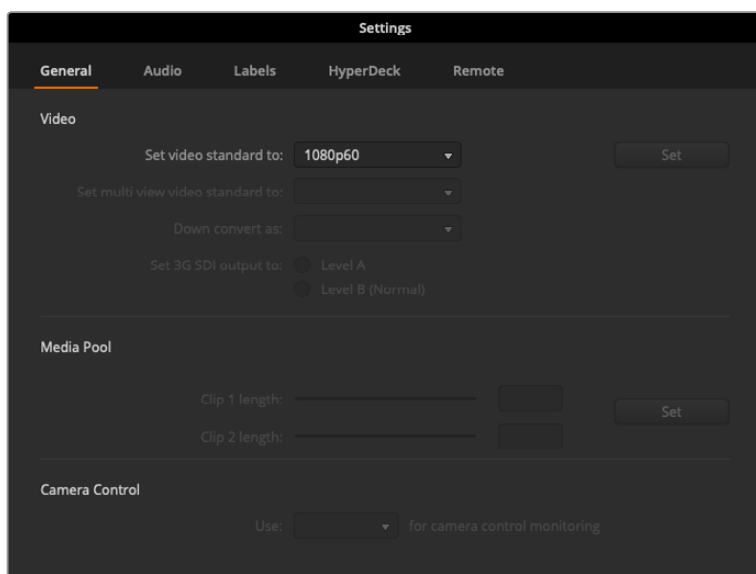 Settings
General Audio Labels HyperDeck Remote
Video
Set video standard to: 1080p60 Set
Set multi view video standard to:
Down convert as:
Set 3G SDI output to: Level A
Level B (Normal)
Media Pool
Clip 1 length:
Set
Clip 2 length:
Camera Control
Use: for camera control monitoring